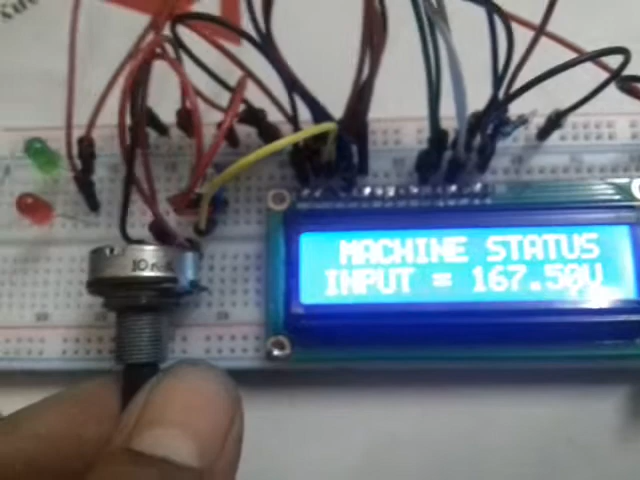 MACHINE STATUS
INPUT = 167.50V